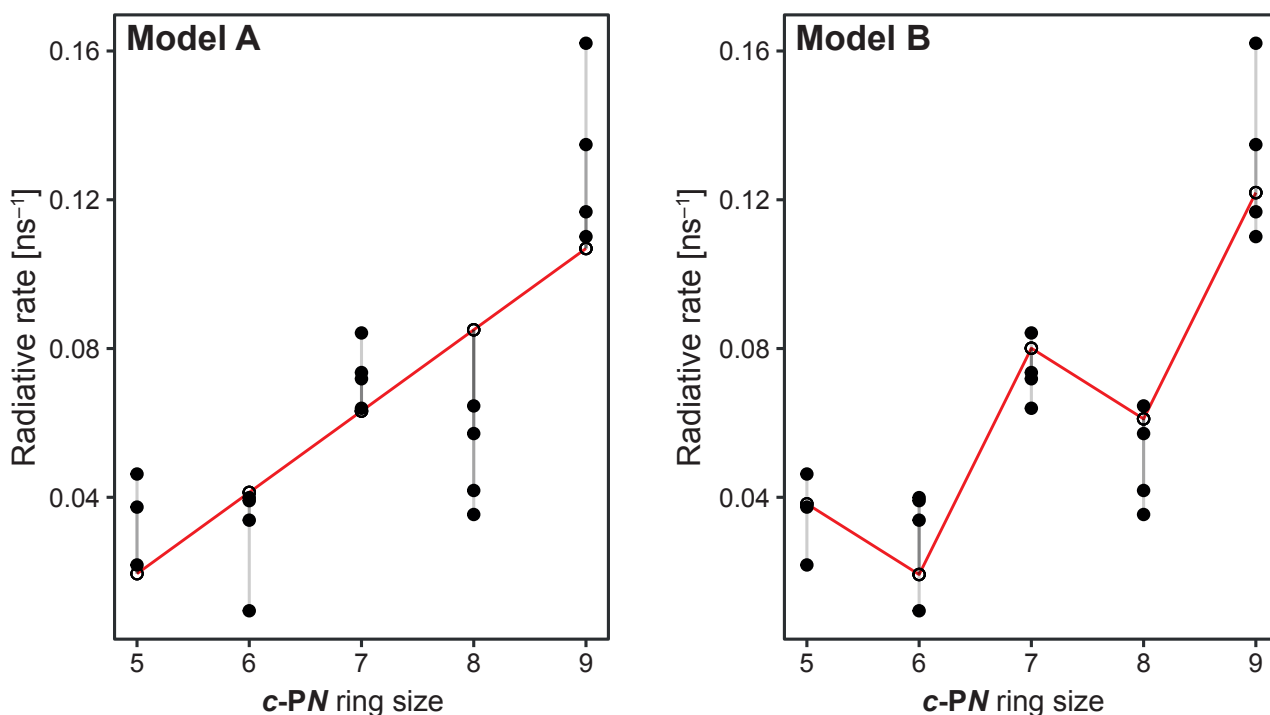 Model A
Radiative rate [ns⁻¹]
0.16
0.12
0.08
0.04
5 6 7 8 9
c-PN ring size
Model B
Radiative rate [ns⁻¹]
0.16
0.12
0.08
0.04
5 6 7 8 9
c-PN ring size